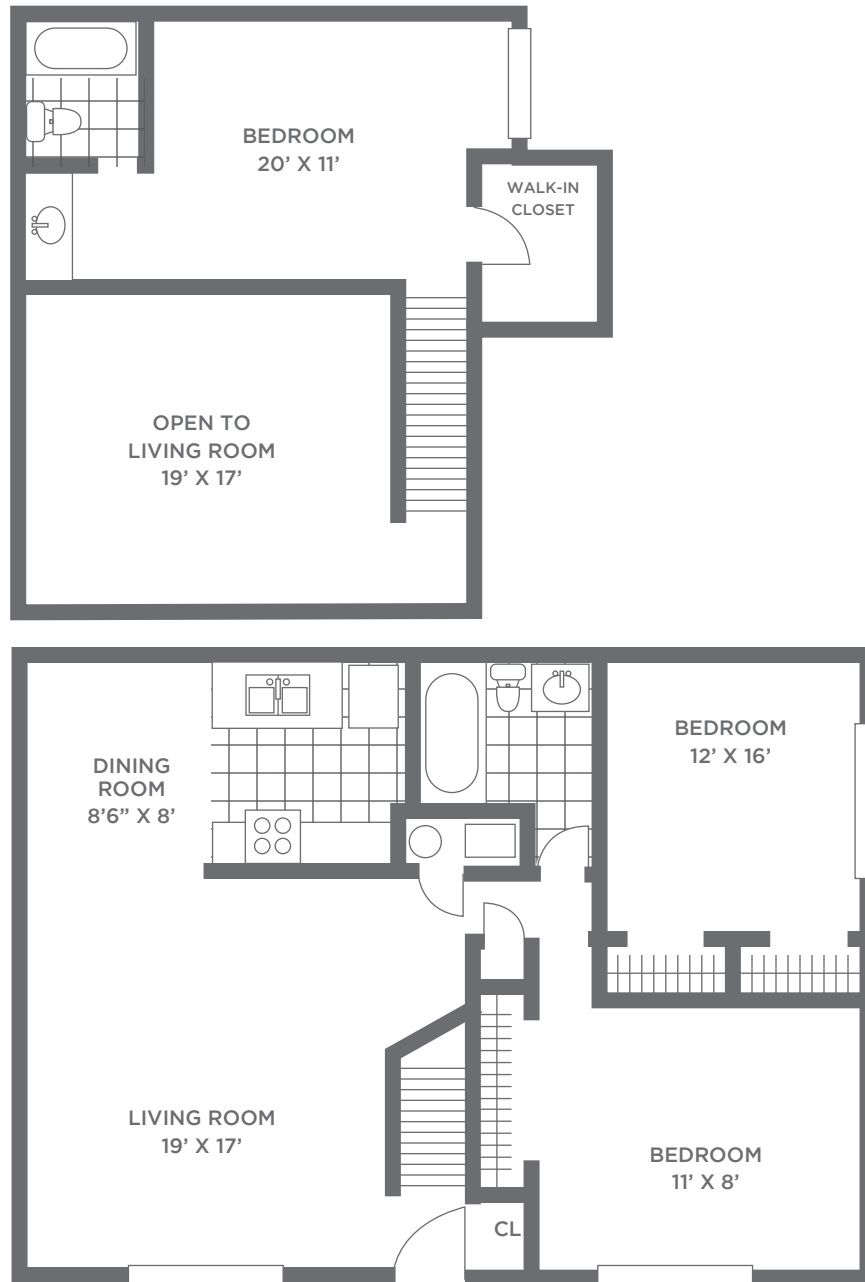 BEDROOM
20’ X 11’
WALK-IN
CLOSET
OPEN TO
LIVING ROOM
19’ X 17’
DINING
ROOM
8’6” X 8’
BEDROOM
12’ X 16’
LIVING ROOM
19’ X 17’
BEDROOM
11’ X 8’
CL